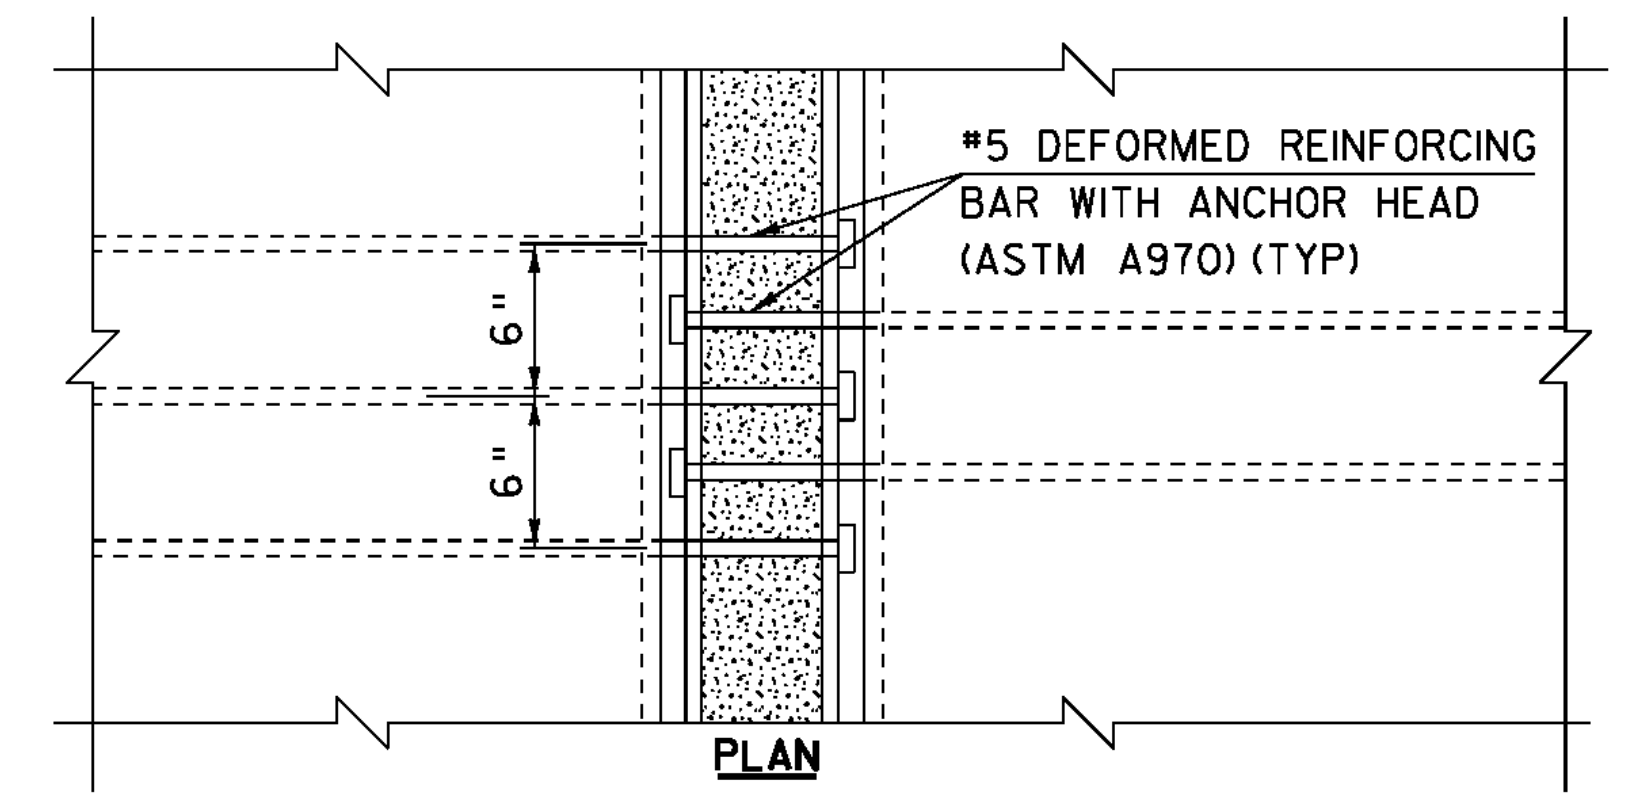 #5 DEFORMED REINFORCING
BAR WITH ANCHOR HEAD
(ASTM A970) (TYP)
6"
6"
PLAN